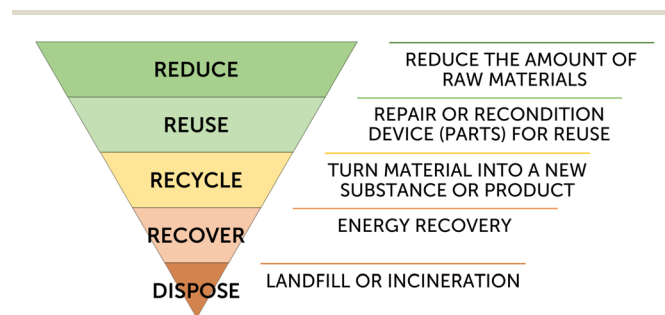 REDUCE
REDUCE THE AMOUNT OF
RAW MATERIALS
REUSE
REPAIR OR RECONDITION
DEVICE (PARTS) FOR REUSE
RECYCLE
TURN MATERIAL INTO A NEW
SUBSTANCE OR PRODUCT
RECOVER
ENERGY RECOVERY
DISPOSE
LANDFILL OR INCINERATION